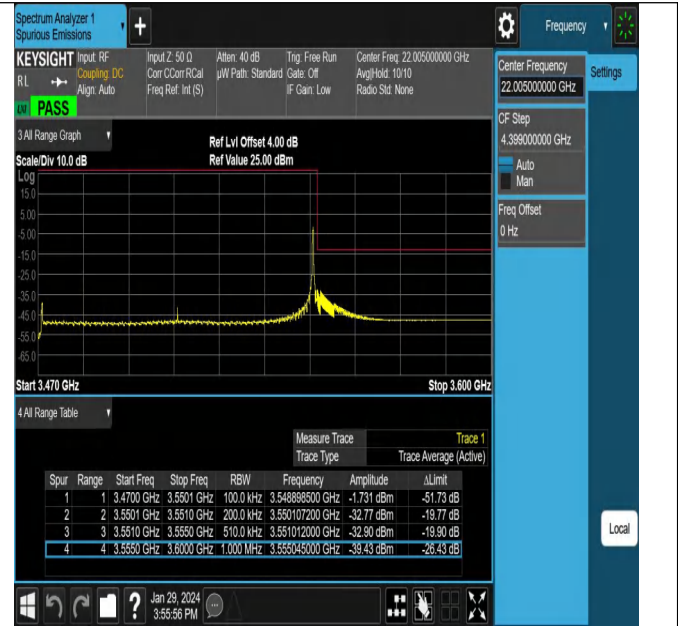 Spectrum Analyzer 1
Spurious Emissions
Frequency
KEYSIGHT
RL
Input: RF
Coupling: DC
Align: Auto
Input Z: 50 Ω
Corr CCorr RCal
Freq Ref: Int (S)
Atten: 40 dB
µW Path: Standard
Trig: Free Run
Gate: Off
IF Gain: Low
Center Freq: 22.005000000 GHz
Avg|Hold: 10/10
Radio Std: None
PASS
Center Frequency
22.005000000 GHz
Settings
CF Step
4.399000000 GHz
Auto
Man
Freq Offset
0 Hz
3 All Range Graph
Ref Lvl Offset 4.00 dB
Scale/Div 10.0 dB
Ref Value 25.00 dBm
Log
15.0
5.00
-5.00
-15.0
-25.0
-35.0
-45.0
-55.0
-65.0
Start 3.470 GHz
Stop 3.600 GHz
4 All Range Table
Measure Trace Trace 1
Trace Type Trace Average (Active)
Spur Range Start Freq Stop Freq RBW Frequency Amplitude ΔLimit
1 1 3.4700 GHz 3.5501 GHz 100.0 kHz 3.548898500 GHz -1.731 dBm -51.73 dB
2 2 3.5501 GHz 3.5510 GHz 200.0 kHz 3.550107200 GHz -32.77 dBm -19.77 dB
3 3 3.5510 GHz 3.5550 GHz 510.0 kHz 3.551012000 GHz -32.90 dBm -19.90 dB
4 4 3.5550 GHz 3.6000 GHz 1.000 MHz 3.555045000 GHz -39.43 dBm -26.43 dB
Local
Jan 29, 2024
3:55:56 PM